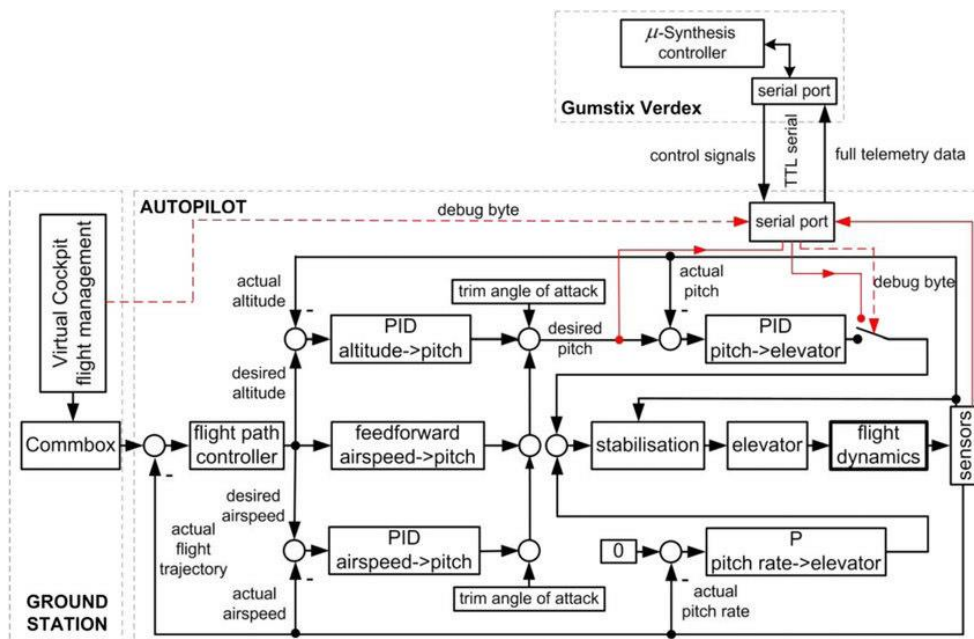 μ-Synthesis
controller
serial port
Gumstix Verdex
control signals
TTL serial
full telemetry data
AUTOPILOT
debug byte
serial port
Virtual Cockpit
flight management
actual
altitude
trim angle of attack
actual
pitch
debug byte
-
-
PID
altitude->pitch
desired
pitch
PID
pitch->elevator
desired
altitude
Commbox
flight path
controller
feedforward
airspeed->pitch
stabilisation
elevator
flight
dynamics
sensors
-
desired
airspeed
actual
flight
trajectory
PID
airspeed->pitch
0
P
pitch rate->elevator
-
-
actual
airspeed
trim angle of attack
actual
pitch rate
GROUND
STATION